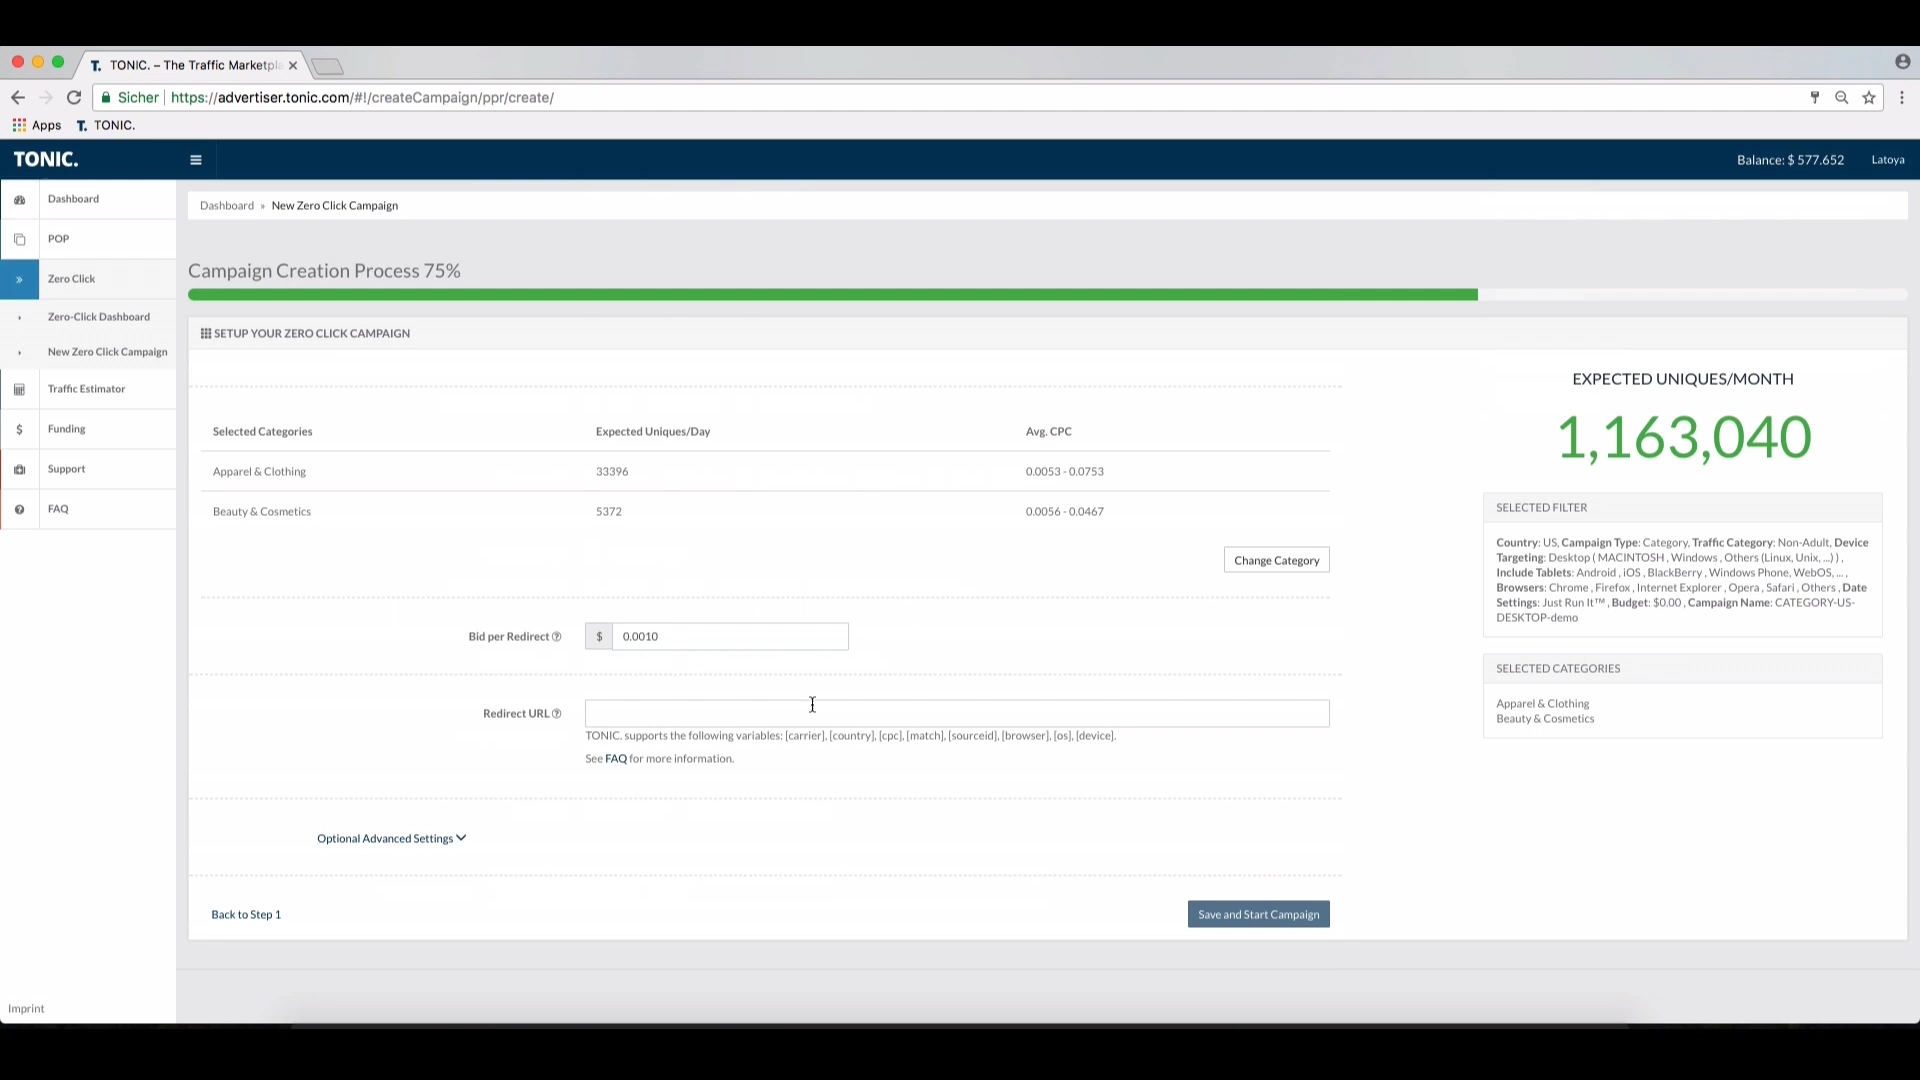 T. TONIC. – The Traffic Marketpla
Sicher https://advertiser.tonic.com/#!/createCampaign/ppr/create/
Apps T. TONIC.
TONIC.
Balance: $ 577.652 Latoya
Dashboard
POP
Zero Click
Zero-Click Dashboard
New Zero Click Campaign
Traffic Estimator
Funding
Support
FAQ
Imprint
Dashboard » New Zero Click Campaign
Campaign Creation Process 75%
SETUP YOUR ZERO CLICK CAMPAIGN
Selected Categories Expected Uniques/Day Avg. CPC
Apparel & Clothing 33396 0.0053 - 0.0753
Beauty & Cosmetics 5372 0.0056 - 0.0467
Change Category
Bid per Redirect $ 0.0010
Redirect URL
TONIC. supports the following variables: [carrier], [country], [cpc], [match], [sourceid], [browser], [os], [device].
See FAQ for more information.
Optional Advanced Settings
Back to Step 1
Save and Start Campaign
EXPECTED UNIQUES/MONTH
1,163,040
SELECTED FILTER
Country: US, Campaign Type: Category, Traffic Category: Non-Adult, Device
Targeting: Desktop ( MACINTOSH , Windows , Others (Linux, Unix, ...) ) ,
Include Tablets: Android , iOS , BlackBerry , Windows Phone, WebOS, ... ,
Browsers: Chrome , Firefox , Internet Explorer , Opera , Safari , Others , Date
Settings: Just Run It™ , Budget: $0.00 , Campaign Name: CATEGORY-US-
DESKTOP-demo
SELECTED CATEGORIES
Apparel & Clothing
Beauty & Cosmetics